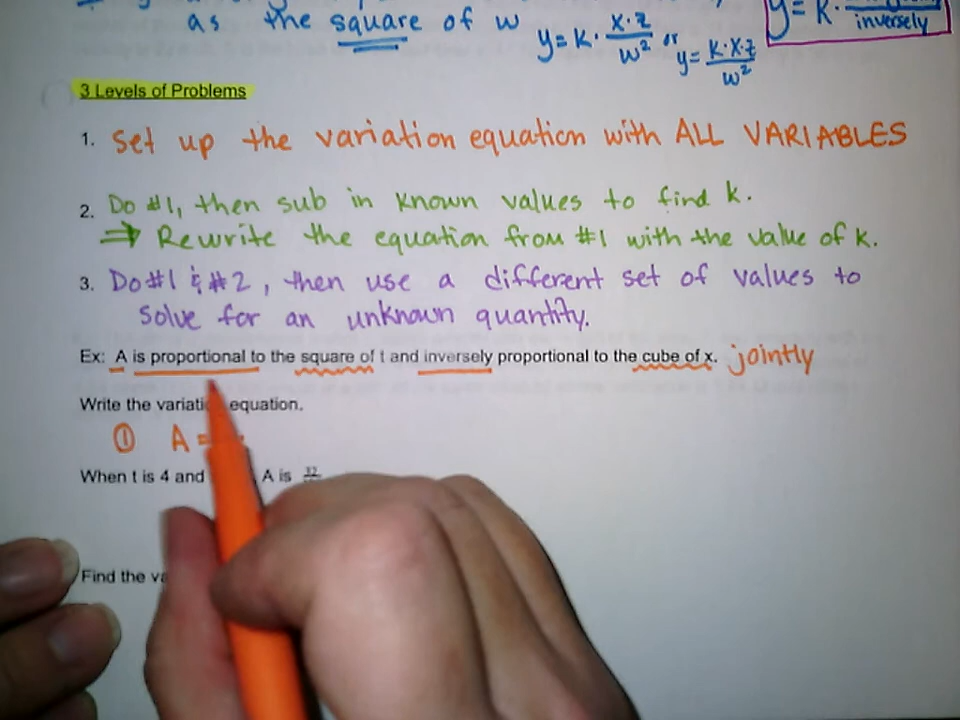 as the square of w y=k·x·z/w² or y=k·x·z/w²
y=k· inversely
3 Levels of Problems
1. Set up the variation equation with ALL VARIABLES
2. Do #1, then sub in known values to find k.
⇒ Rewrite the equation from #1 with the value of k.
3. Do #1 & #2, then use a different set of values to
solve for an unknown quantity.
Ex: A is proportional to the square of t and inversely proportional to the cube of x. jointly
Write the equation.
① A =
When t is 4 and A is 32
Find the